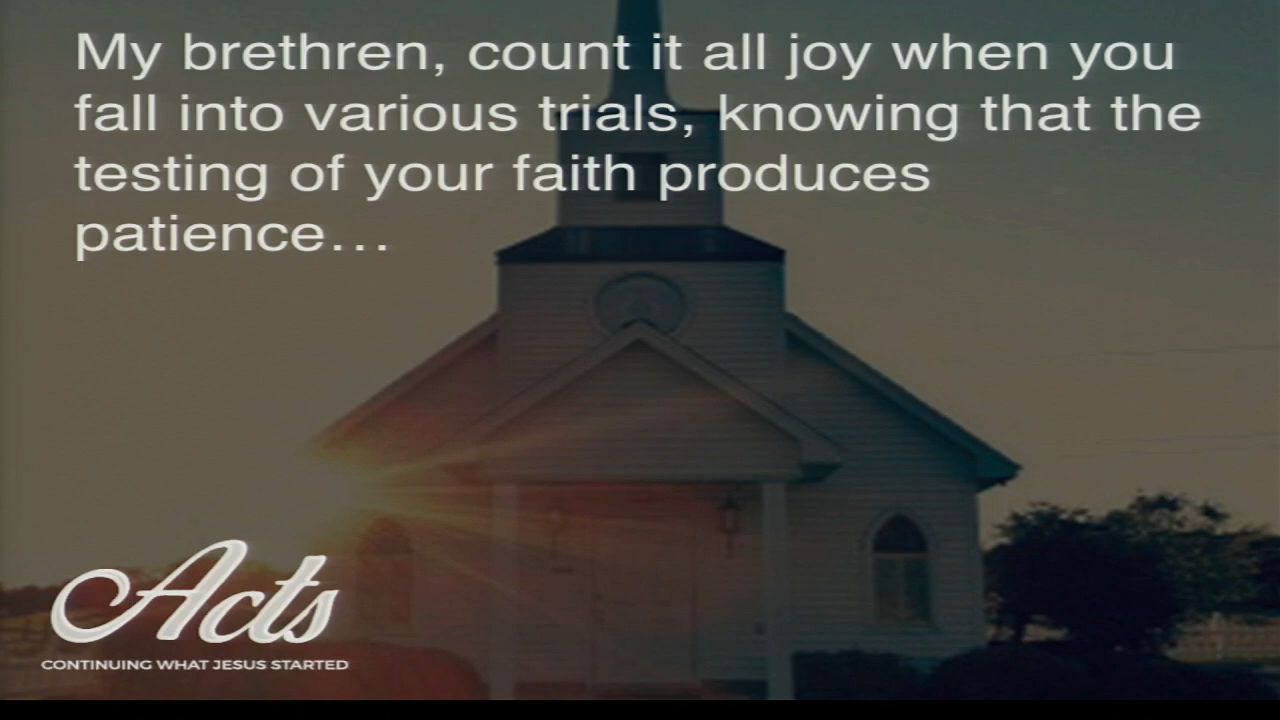 My brethren, count it all joy when you
fall into various trials, knowing that the
testing of your faith produces
patience…
Acts
CONTINUING WHAT JESUS STARTED